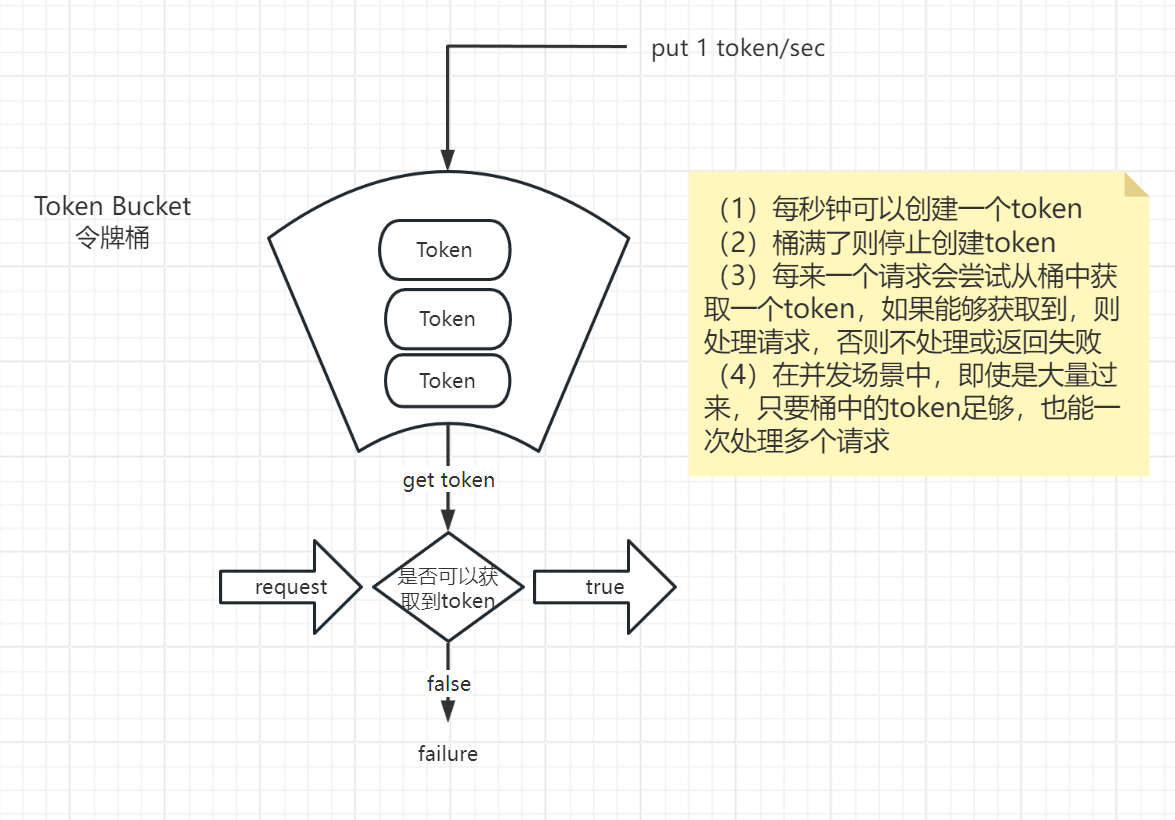 put 1 token/sec
Token Bucket
令牌桶
Token
Token
Token
（1）每秒钟可以创建一个token
（2）桶满了则停止创建token
（3）每来一个请求会尝试从桶中获
取一个token，如果能够获取到，则
处理请求，否则不处理或返回失败
（4）在并发场景中，即使是大量过
来，只要桶中的token足够，也能一
次处理多个请求
get token
request
是否可以获
取到token
true
false
failure